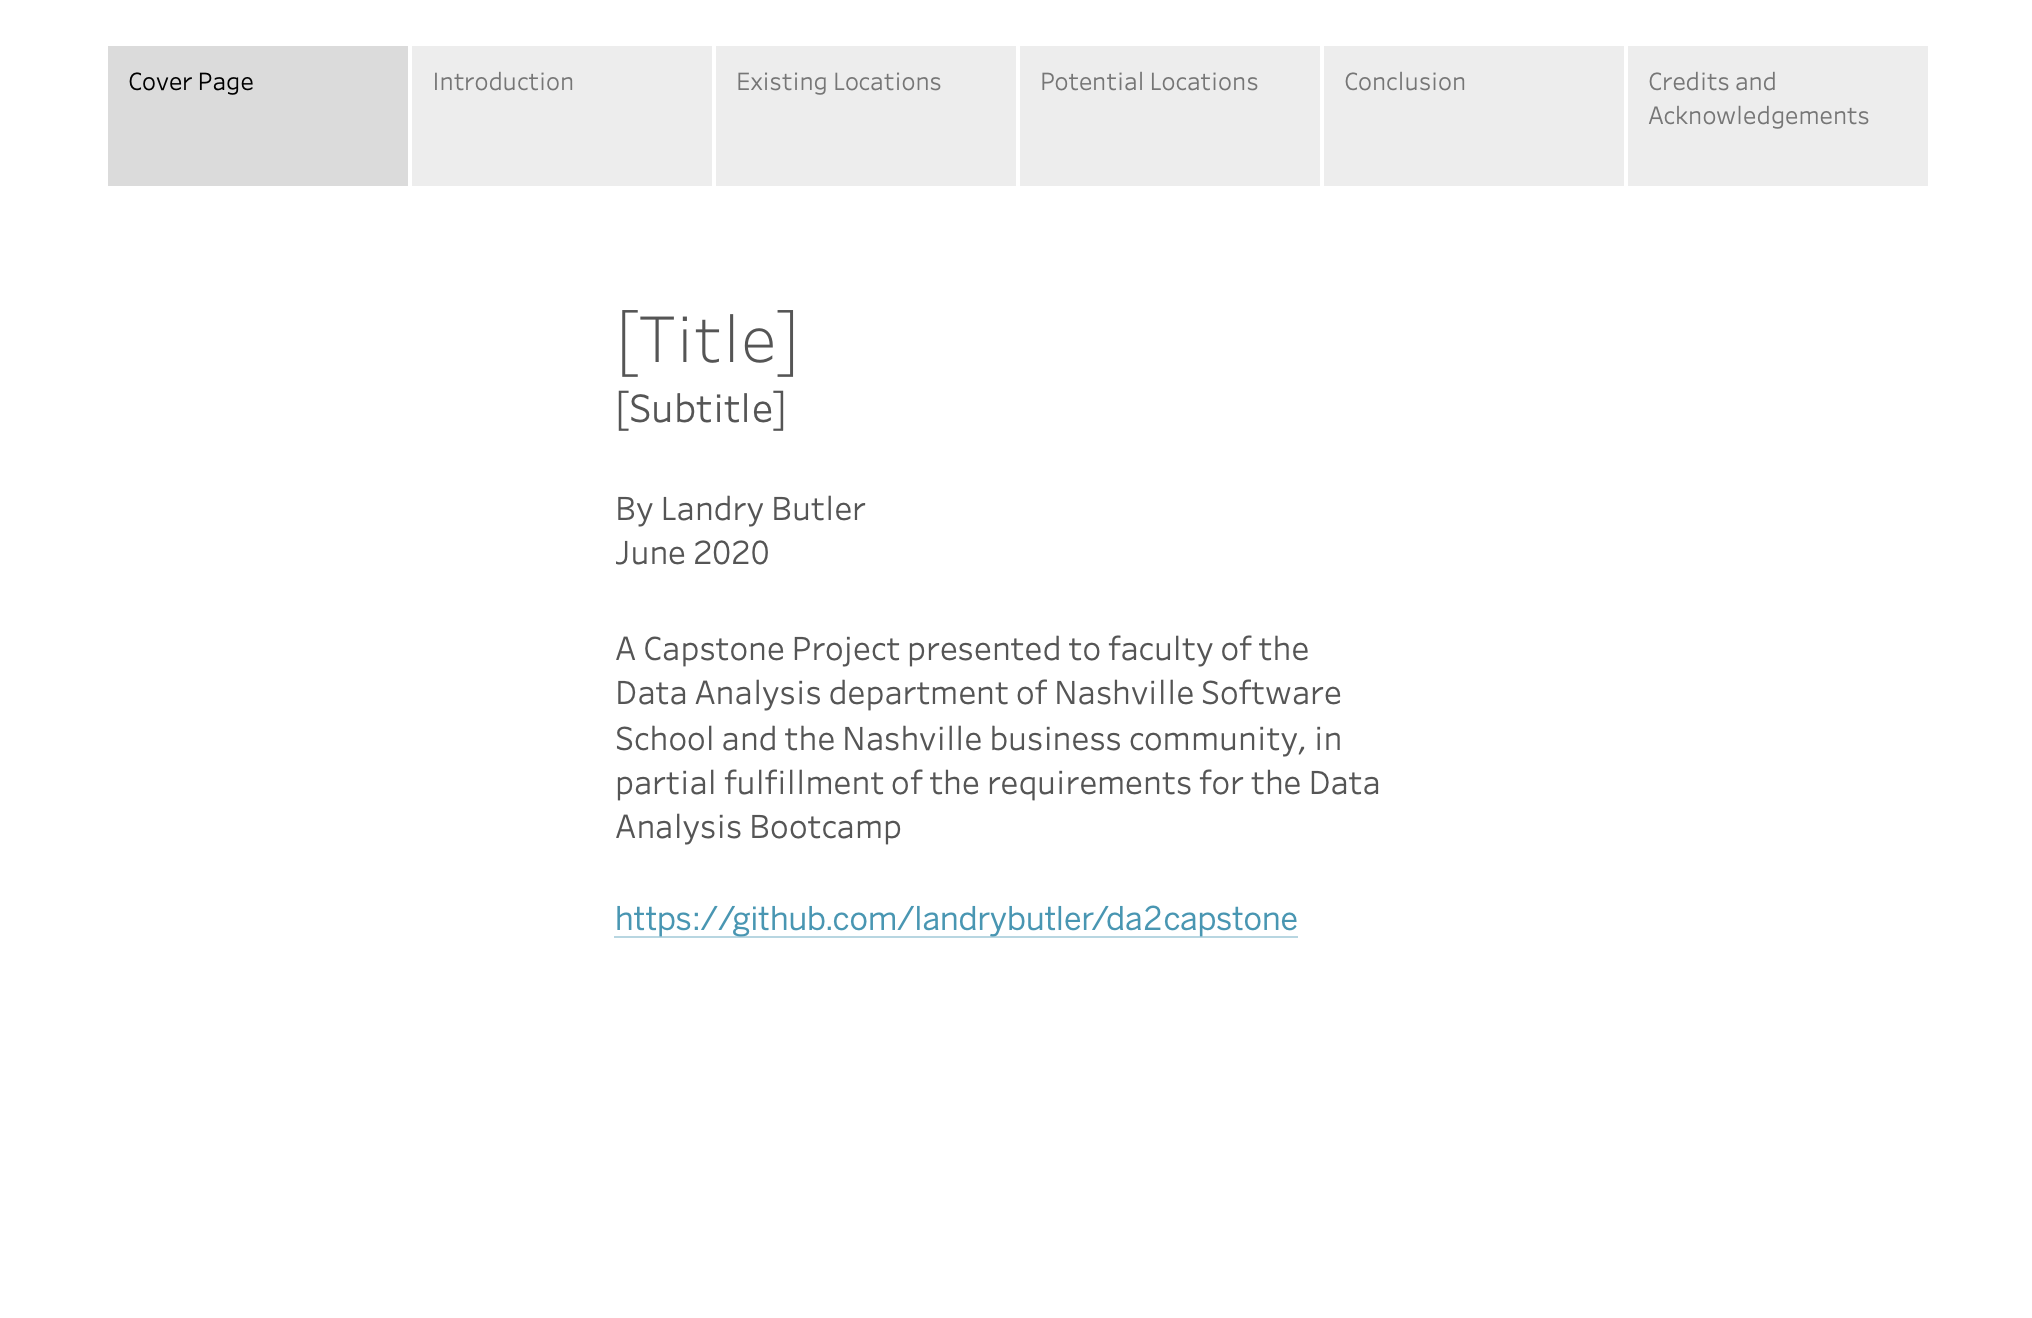 Cover Page
Introduction
Existing Locations
Potential Locations
Conclusion
Credits and
Acknowledgements
[Title]
[Subtitle]
By Landry Butler
June 2020
A Capstone Project presented to faculty of the
Data Analysis department of Nashville Software
School and the Nashville business community, in
partial fulfillment of the requirements for the Data
Analysis Bootcamp
https://github.com/landrybutler/da2capstone